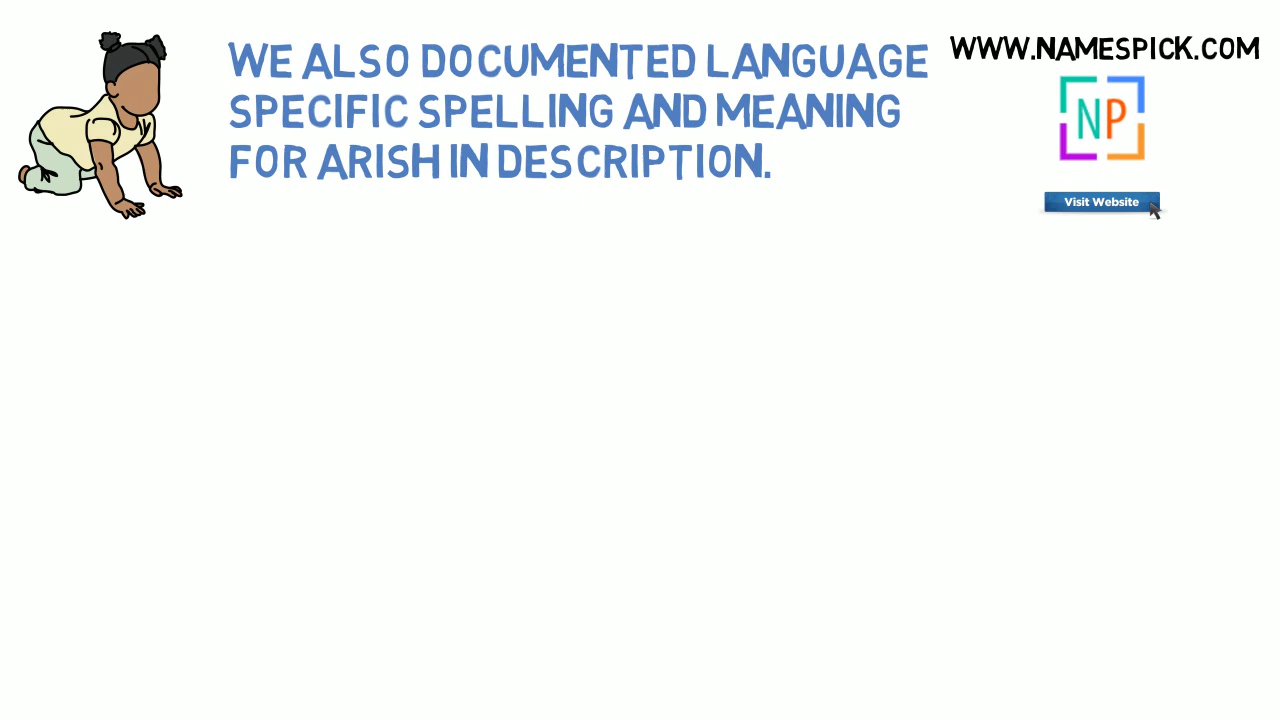 WE ALSO DOCUMENTED LANGUAGE
SPECIFIC SPELLING AND MEANING
FOR ARISH IN DESCRIPTION.
WWW.NAMESPICK.COM
NP
Visit Website